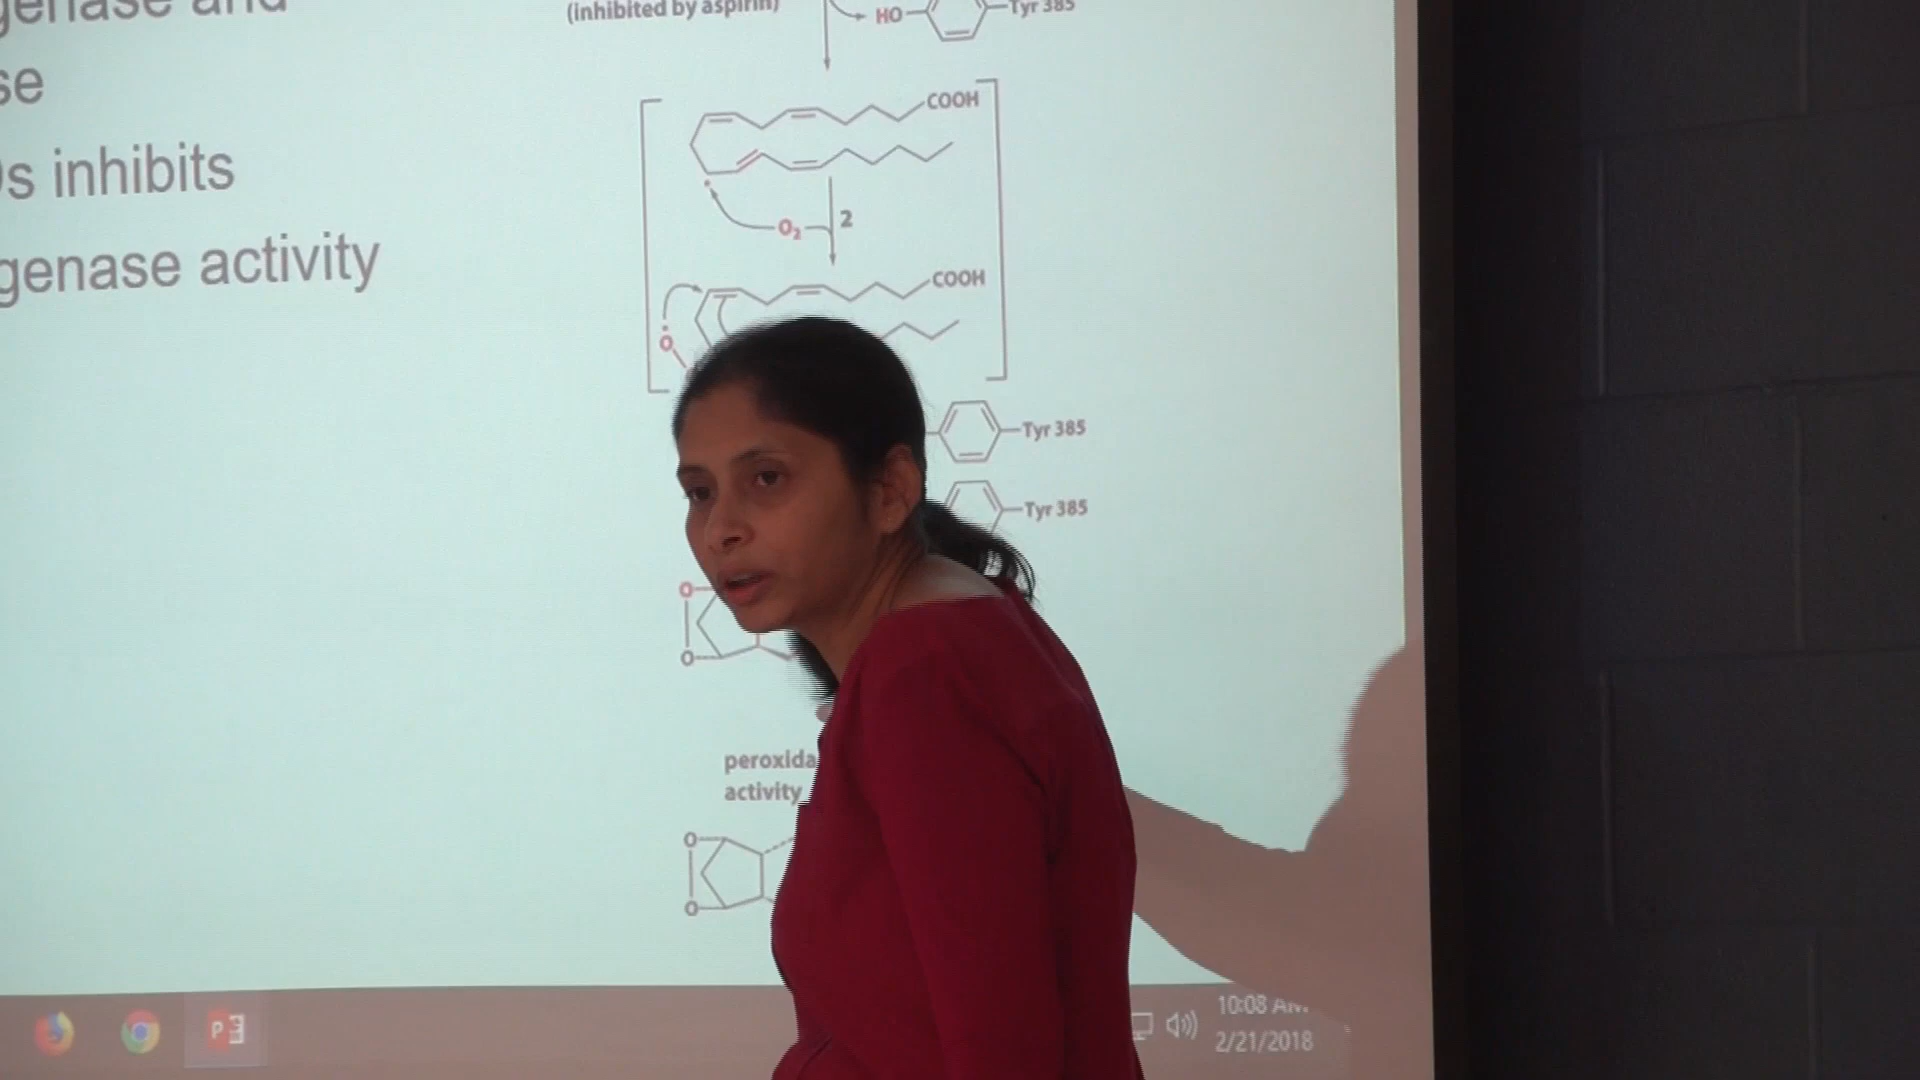 genase and
se
s inhibits
genase activity
(inhibited by aspirin)
HO
Tyr 385
COOH
O2
2
COOH
O
Tyr 385
Tyr 385
O
O
peroxida
activity
O
O
P
10:08 AM
2/21/2018